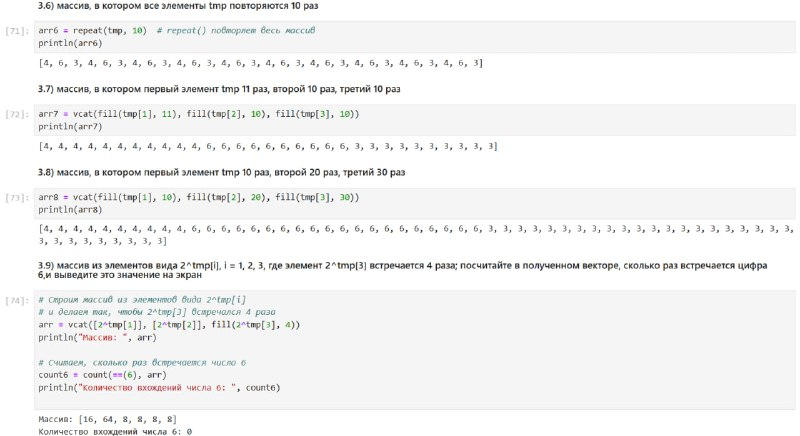 3.6) массив, в котором все элементы tmp повторяются 10 раз
[71]: arr6 = repeat(tmp, 10)  # repeat() повторяет весь массив
println(arr6)
[4, 6, 3, 4, 6, 3, 4, 6, 3, 4, 6, 3, 4, 6, 3, 4, 6, 3, 4, 6, 3, 4, 6, 3, 4, 6, 3, 4, 6, 3]
3.7) массив, в котором первый элемент tmp 11 раз, второй 10 раз, третий 10 раз
[72]: arr7 = vcat(fill(tmp[1], 11), fill(tmp[2], 10), fill(tmp[3], 10))
println(arr7)
[4, 4, 4, 4, 4, 4, 4, 4, 4, 4, 4, 6, 6, 6, 6, 6, 6, 6, 6, 6, 6, 3, 3, 3, 3, 3, 3, 3, 3, 3, 3]
3.8) массив, в котором первый элемент tmp 10 раз, второй 20 раз, третий 30 раз
[73]: arr8 = vcat(fill(tmp[1], 10), fill(tmp[2], 20), fill(tmp[3], 30))
println(arr8)
[4, 4, 4, 4, 4, 4, 4, 4, 4, 4, 6, 6, 6, 6, 6, 6, 6, 6, 6, 6, 6, 6, 6, 6, 6, 6, 6, 6, 6, 6, 3, 3, 3, 3, 3, 3, 3, 3, 3, 3, 3, 3, 3, 3, 3, 3, 3, 3, 3, 3, 3,
3, 3, 3, 3, 3, 3, 3, 3, 3]
3.9) массив из элементов вида 2^tmp[i], i = 1, 2, 3, где элемент 2^tmp[3] встречается 4 раза; посчитайте в полученном векторе, сколько раз встречается цифра
6,и выведите это значение на экран
[74]: # Строим массив из элементов вида 2^tmp[i]
# и делаем так, чтобы 2^tmp[3] встречался 4 раза
arr = vcat([2^tmp[1]], [2^tmp[2]], fill(2^tmp[3], 4))
println("Массив: ", arr)
# Считаем, сколько раз встречается число 6
count6 = count(==(6), arr)
println("Количество вхождений числа 6: ", count6)
Массив: [16, 64, 8, 8, 8, 8]
Количество вхождений числа 6: 0